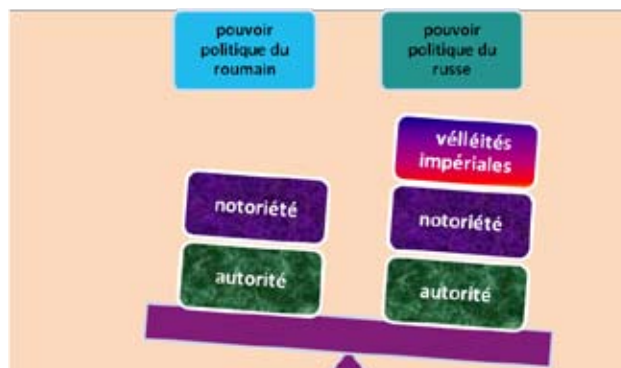 pouvoir
politique du
roumain
pouvoir
politique du
russe
vélléités
impériales
notoriété
notoriété
autorité
autorité